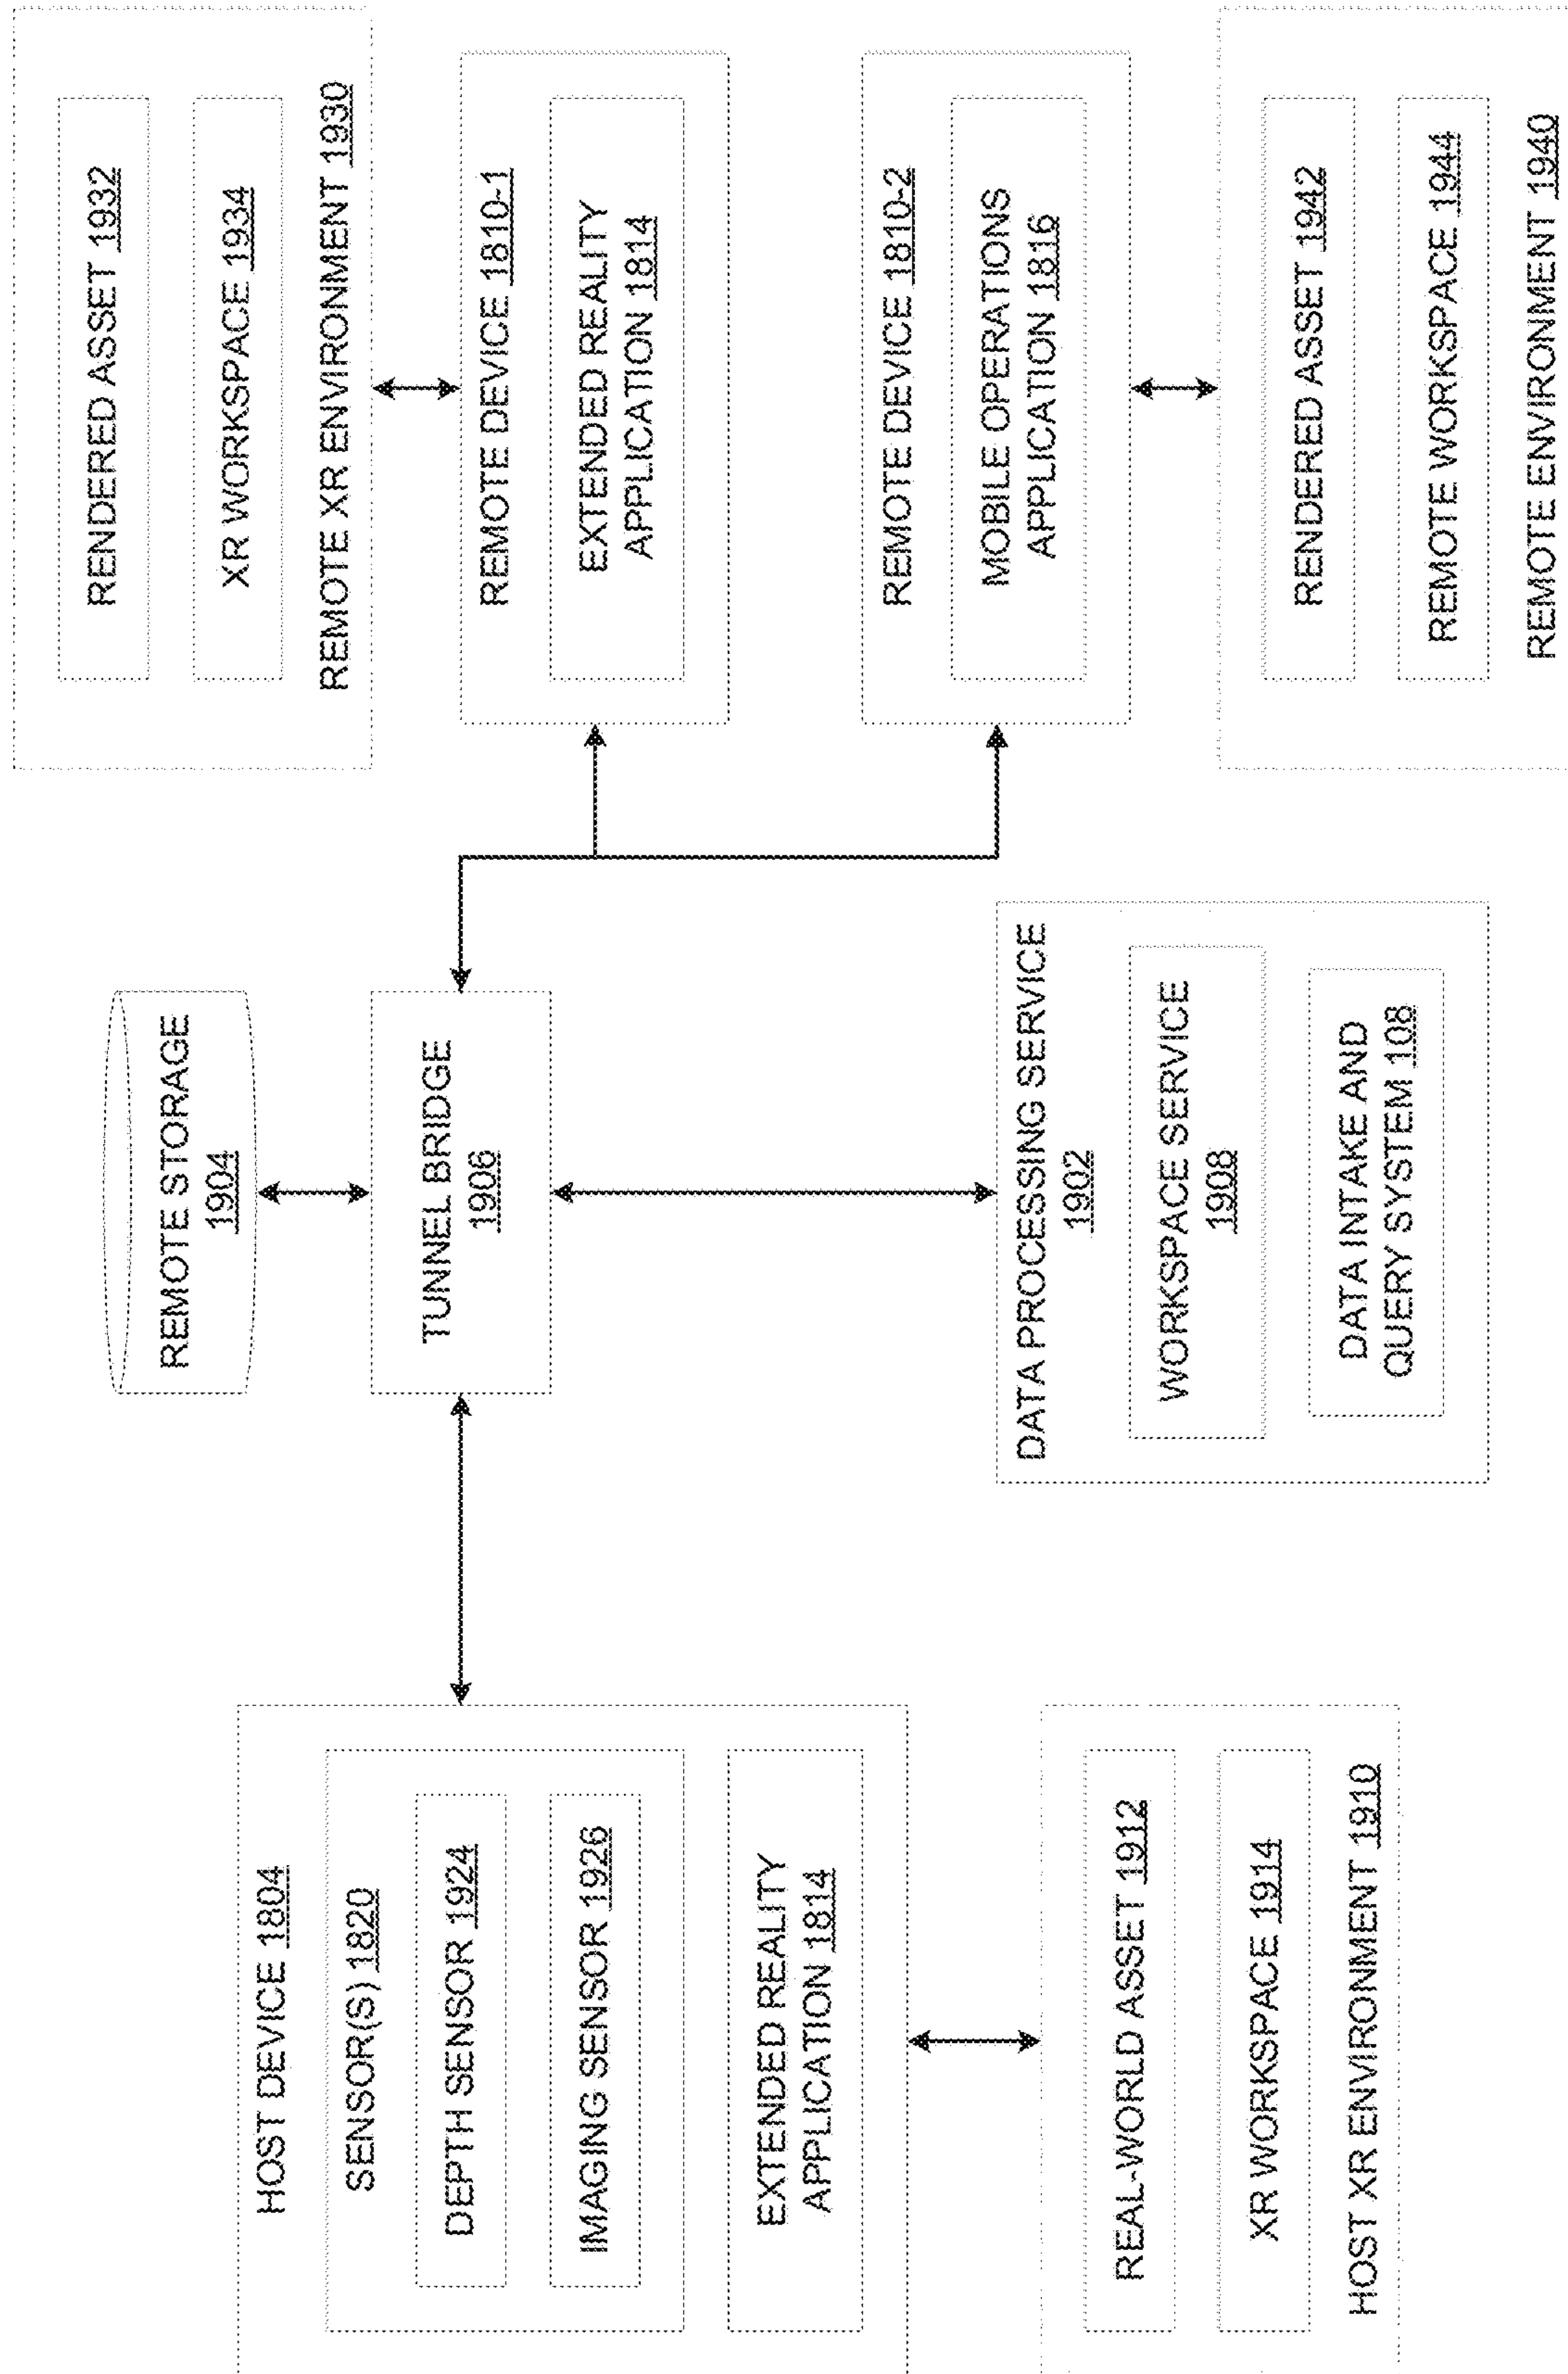 HOST DEVICE 1804
SENSOR(S) 1820
DEPTH SENSOR 1924
IMAGING SENSOR 1926
EXTENDED REALITY
APPLICATION 1814
REAL-WORLD ASSET 1912
XR WORKSPACE 1914
HOST XR ENVIRONMENT 1910
REMOTE STORAGE
1904
TUNNEL BRIDGE
1906
DATA PROCESSING SERVICE
1902
WORKSPACE SERVICE
1908
DATA INTAKE AND
QUERY SYSTEM 108
RENDERED ASSET 1932
XR WORKSPACE 1934
REMOTE XR ENVIRONMENT 1930
REMOTE DEVICE 1810-1
EXTENDED REALITY
APPLICATION 1814
REMOTE DEVICE 1810-2
MOBILE OPERATIONS
APPLICATION 1816
RENDERED ASSET 1942
REMOTE WORKSPACE 1944
REMOTE ENVIRONMENT 1940